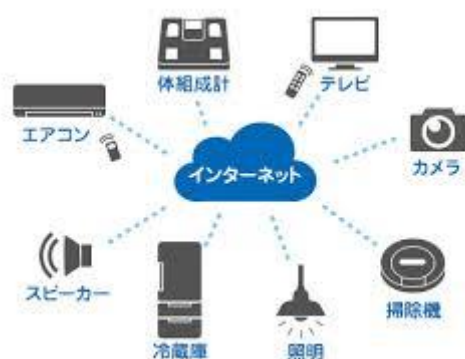 体組成計
テレビ
エアコン
カメラ
インターネット
スピーカー
掃除機
冷蔵庫
照明